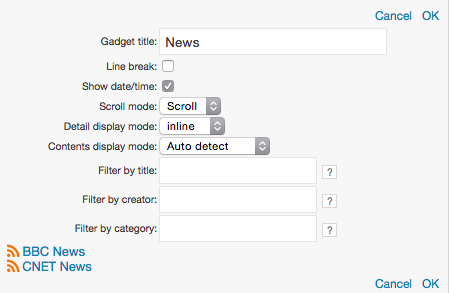 Cancel OK
Gadget title: News
Line break:
Show date/time:
Scroll mode: Scroll
Detail display mode: inline
Contents display mode: Auto detect
Filter by title: ?
Filter by creator: ?
Filter by category: ?
BBC News
CNET News
Cancel OK